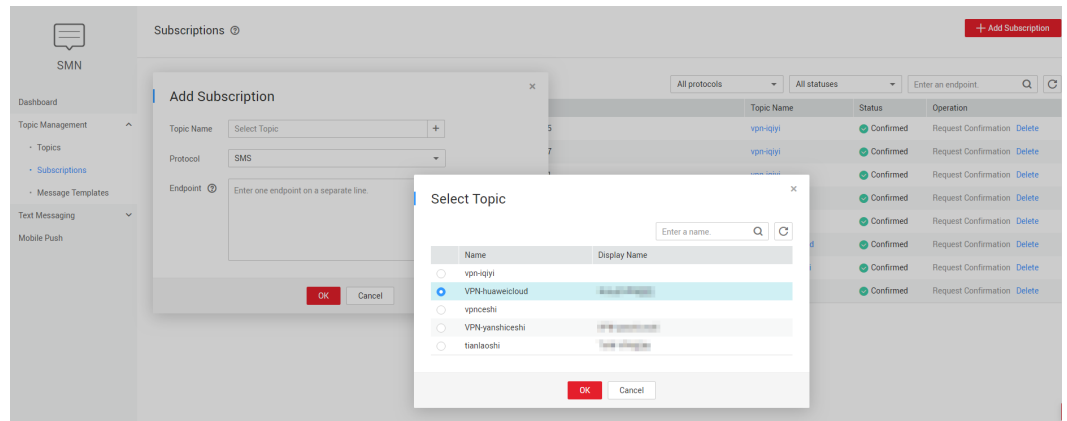 Subscriptions
+ Add Subscription
SMN
Dashboard
Topic Management
Topics
Subscriptions
Message Templates
Text Messaging
Mobile Push
All protocols
All statuses
Enter an endpoint.
Topic Name Status Operation
vpn-iqiyi Confirmed Request Confirmation Delete
vpn-iqiyi Confirmed Request Confirmation Delete
Confirmed Request Confirmation Delete
Confirmed Request Confirmation Delete
Confirmed Request Confirmation Delete
Confirmed Request Confirmation Delete
Confirmed Request Confirmation Delete
Confirmed Request Confirmation Delete
Add Subscription
Topic Name Select Topic +
Protocol SMS
Endpoint Enter one endpoint on a separate line.
OK Cancel
Select Topic
Enter a name.
Name Display Name
vpn-iqiyi
VPN-huaweicloud
vpnceshi
VPN-yanshiceshi
tianlaoshi
OK Cancel